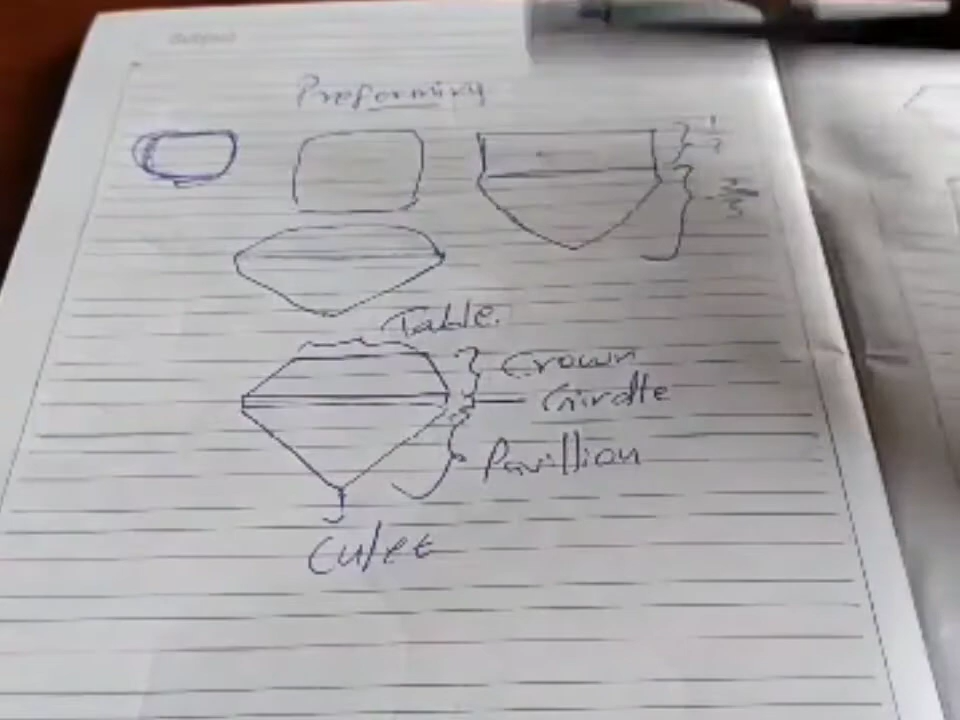 Preforming
Table.
Crown
Girdle
Pavillion
Culet